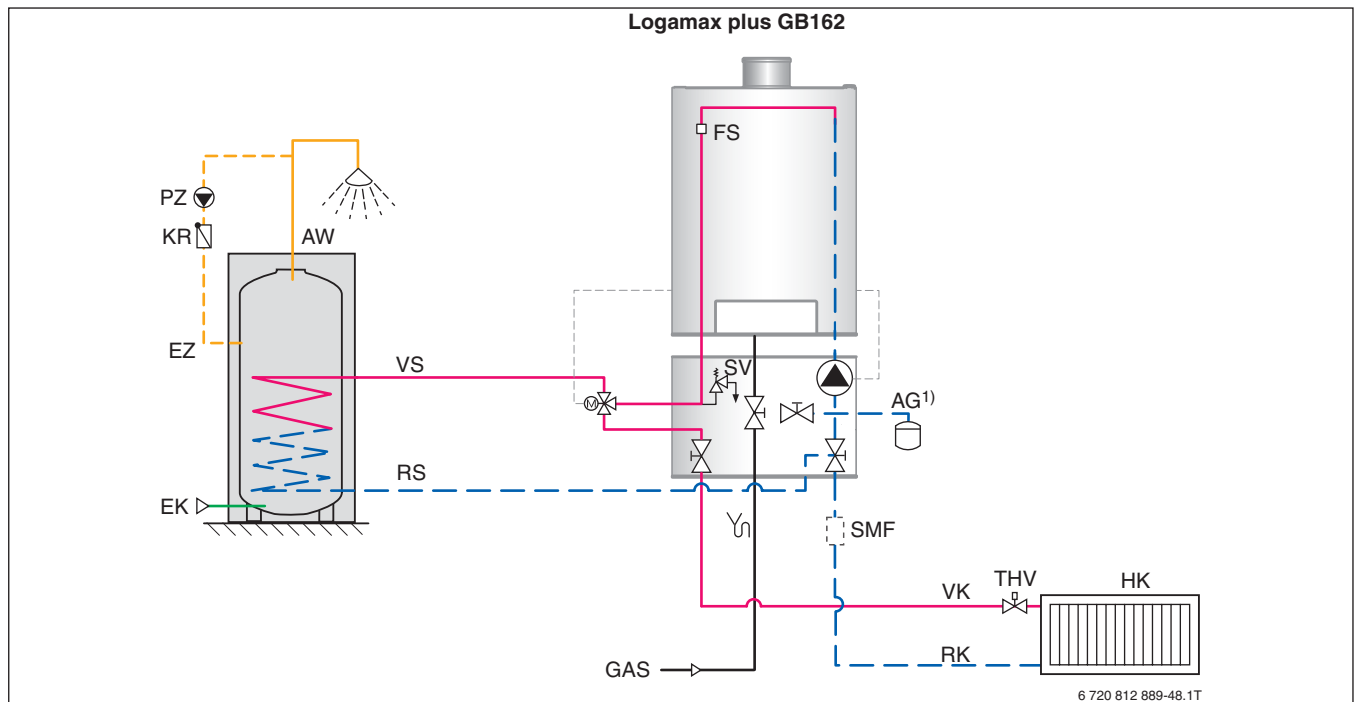 Logamax plus GB162
FS
PZ
KR
AW
EZ
VS
SV
M
AG1)
RS
EK
SMF
THV
HK
VK
GAS
RK
6 720 812 889-48.1T